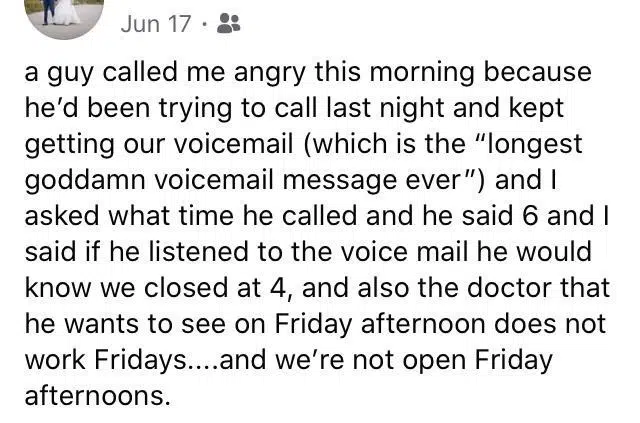 Jun 17 ·
a guy called me angry this morning because
he’d been trying to call last night and kept
getting our voicemail (which is the “longest
goddamn voicemail message ever”) and I
asked what time he called and he said 6 and I
said if he listened to the voice mail he would
know we closed at 4, and also the doctor that
he wants to see on Friday afternoon does not
work Fridays....and we’re not open Friday
afternoons.